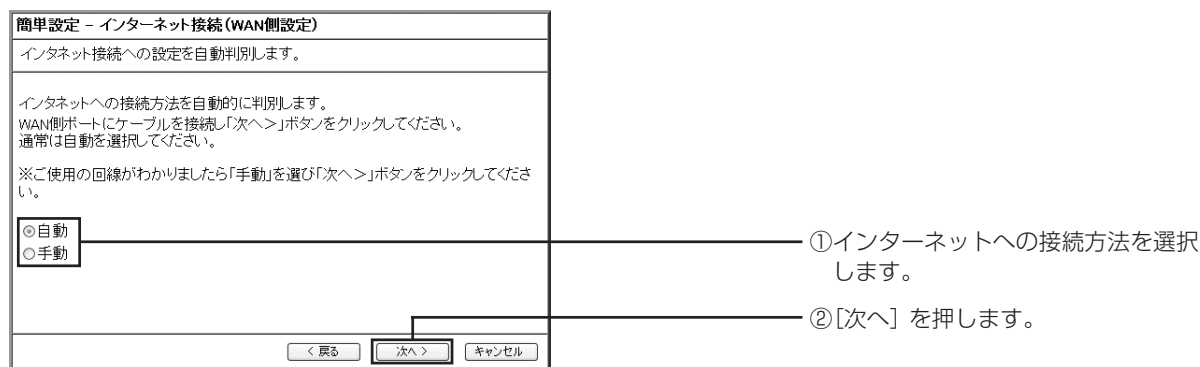 簡単設定 – インターネット接続(WAN側設定)
インタネット接続への設定を自動判別します。
インタネットへの接続方法を自動的に判別します。
WAN側ポートにケーブルを接続し「次へ>」ボタンをクリックしてください。
通常は自動を選択してください。
※ご使用の回線がわかりましたら「手動」を選び「次へ>」ボタンをクリックしてくださ
い。
◎自動
○手動
①インターネットへの接続方法を選択
します。
②[次へ] を押します。
< 戻る 次へ > キャンセル